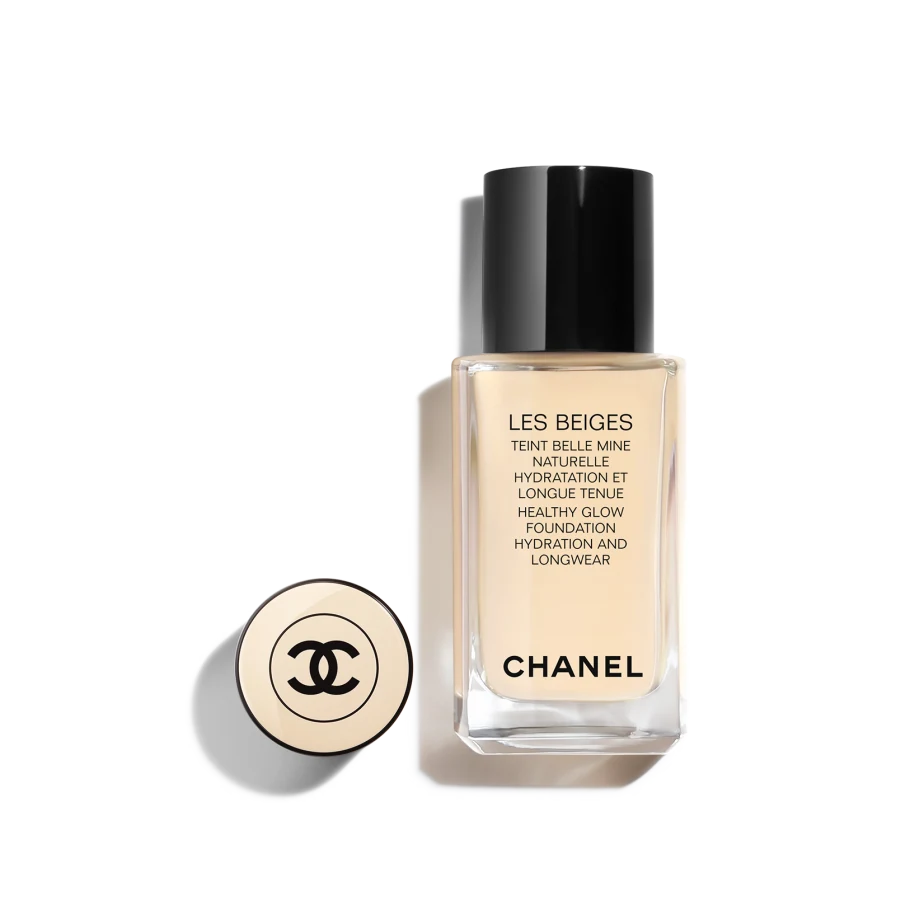 LES BEIGES
TEINT BELLE MINE
NATURELLE
HYDRATATION ET
LONGUE TENUE
HEALTHY GLOW
FOUNDATION
HYDRATION AND
LONGWEAR
CHANEL